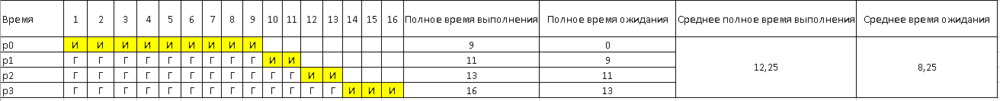 Время 1 2 3 4 5 6 7 8 9 10 11 12 13 14 15 16 Полное время выполнения Полное время ожидания Среднее полное время выполнения Среднее время ожидания
p0 И И И И И И И И И 9 0
p1 Г Г Г Г Г Г Г Г Г И И 11 9
12,25 8,25
p2 Г Г Г Г Г Г Г Г Г Г Г И И 13 11
p3 Г Г Г Г Г Г Г Г Г Г Г Г Г И И И 16 13